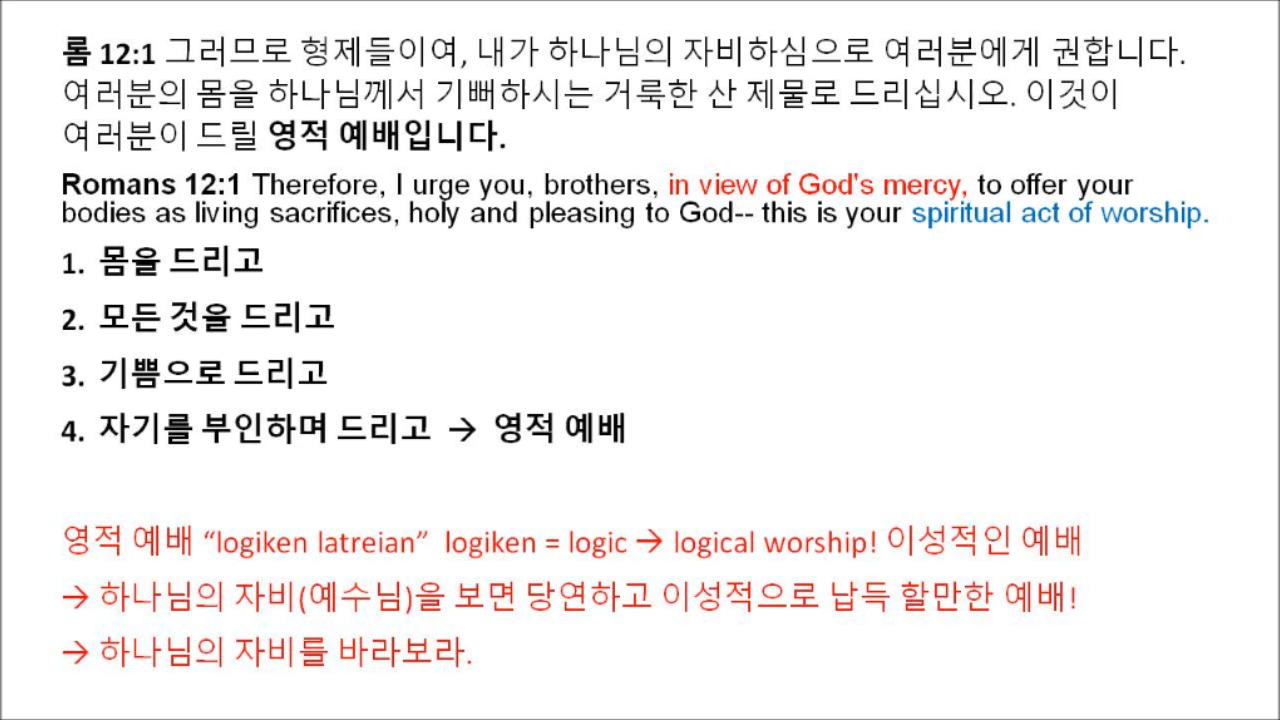 롬 12:1 그러므로 형제들이여, 내가 하나님의 자비하심으로 여러분에게 권합니다.
여러분의 몸을 하나님께서 기뻐하시는 거룩한 산 제물로 드리십시오. 이것이
여러분이 드릴 영적 예배입니다.
Romans 12:1 Therefore, I urge you, brothers, in view of God's mercy, to offer your
bodies as living sacrifices, holy and pleasing to God-- this is your spiritual act of worship.
1. 몸을 드리고
2. 모든 것을 드리고
3. 기쁨으로 드리고
4. 자기를 부인하며 드리고 → 영적 예배
영적 예배 “logiken latreian” logiken = logic → logical worship! 이성적인 예배
→ 하나님의 자비(예수님)을 보면 당연하고 이성적으로 납득 할만한 예배!
→ 하나님의 자비를 바라보라.